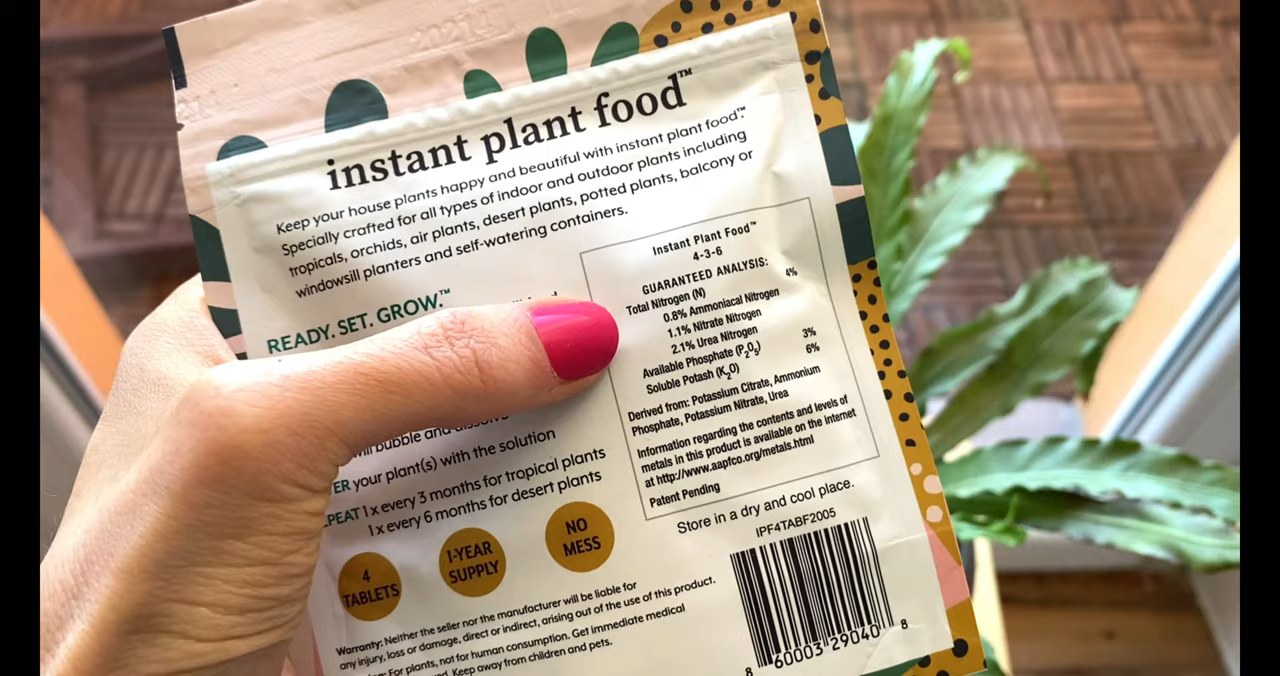 instant plant food™
Keep your house plants happy and beautiful with instant plant food™.
Specially crafted for all types of indoor and outdoor plants including
tropicals, orchids, air plants, desert plants, potted plants, balcony or
windowsill planters and self-watering containers.
READY. SET. GROW.™
will bubble and dissolve
ER your plant(s) with the solution
PEAT 1x every 3 months for tropical plants
1x every 6 months for desert plants
4
TABLETS
1-YEAR
SUPPLY
NO
MESS
Warranty: Neither the seller nor the manufacturer will be liable for
any injury, loss or damage, direct or indirect, arising out of the use of this product.
For plants, not for human consumption. Get immediate medical
Keep away from children and pets.
Instant Plant Food™
4-3-6
GUARANTEED ANALYSIS:
Total Nitrogen (N) 4%
0.8% Ammoniacal Nitrogen
1.1% Nitrate Nitrogen
2.1% Urea Nitrogen
Available Phosphate (P₂O₅) 3%
Soluble Potash (K₂O) 6%
Derived from: Potassium Citrate, Ammonium
Phosphate, Potassium Nitrate, Urea
Information regarding the contents and levels of
metals in this product is available on the internet
at http://www.aapfco.org/metals.html
Patent Pending
Store in a dry and cool place.
IPF4TABF2005
8 60003 29040 8